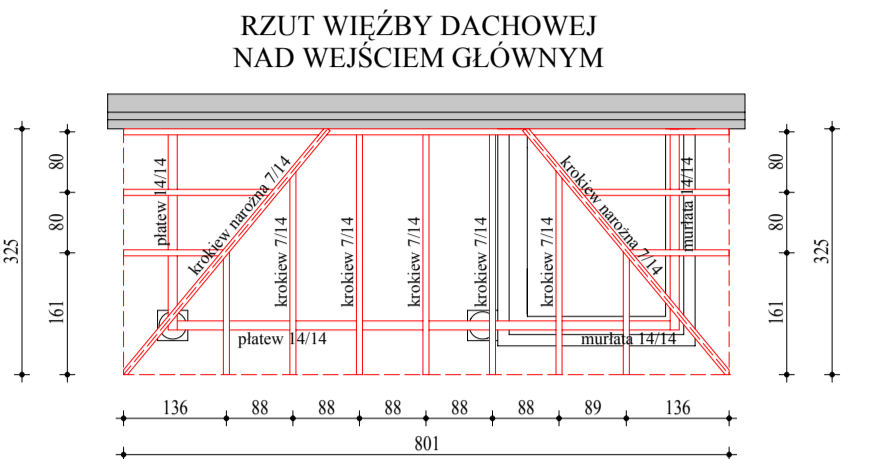 RZUT WIĘŹBY DACHOWEJ
NAD WEJŚCIEM GŁÓWNYM
325
80
80
161
płatew 14/14
krokiew narożna 7/14
krokiew 7/14
krokiew 7/14
krokiew 7/14
krokiew 7/14
krokiew 7/14
krokiew narożna 7/14
murłata 14/14
płatew 14/14
murłata 14/14
80
80
161
325
136 88 88 88 88 88 89 136
801